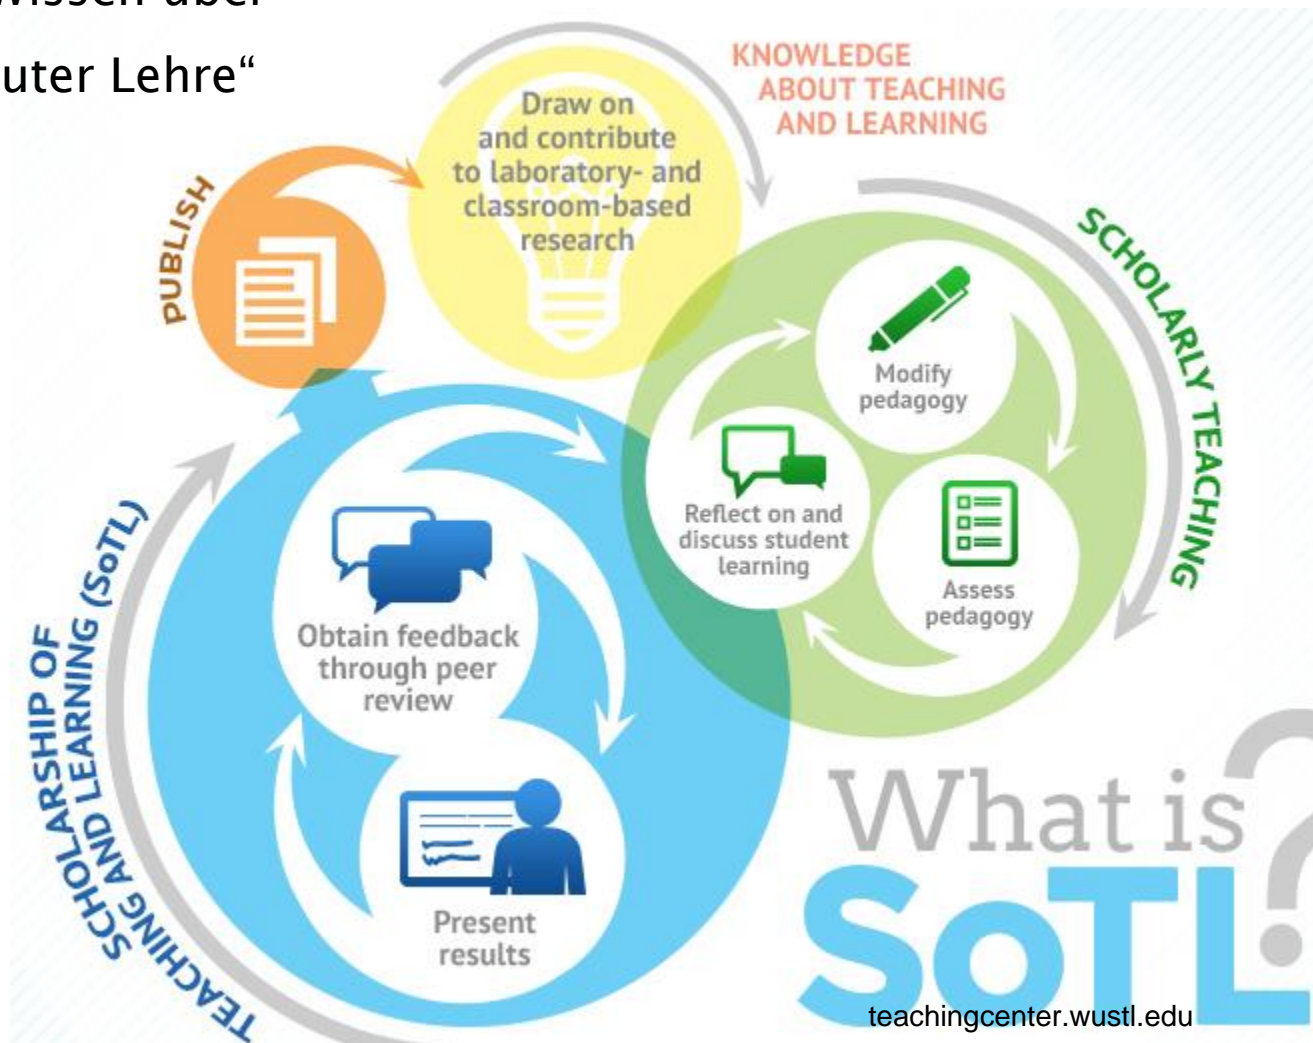 uter Lehre“
KNOWLEDGE
ABOUT TEACHING
AND LEARNING
Draw on
and contribute
to laboratory- and
classroom-based
research
PUBLISH
SCHOLARLY TEACHING
Modify
pedagogy
Reflect on and
discuss student
learning
Assess
pedagogy
SCHOLARSHIP OF
TEACHING AND LEARNING (SoTL)
Obtain feedback
through peer
review
Present
results
What is
SoTL?
teachingcenter.wustl.edu